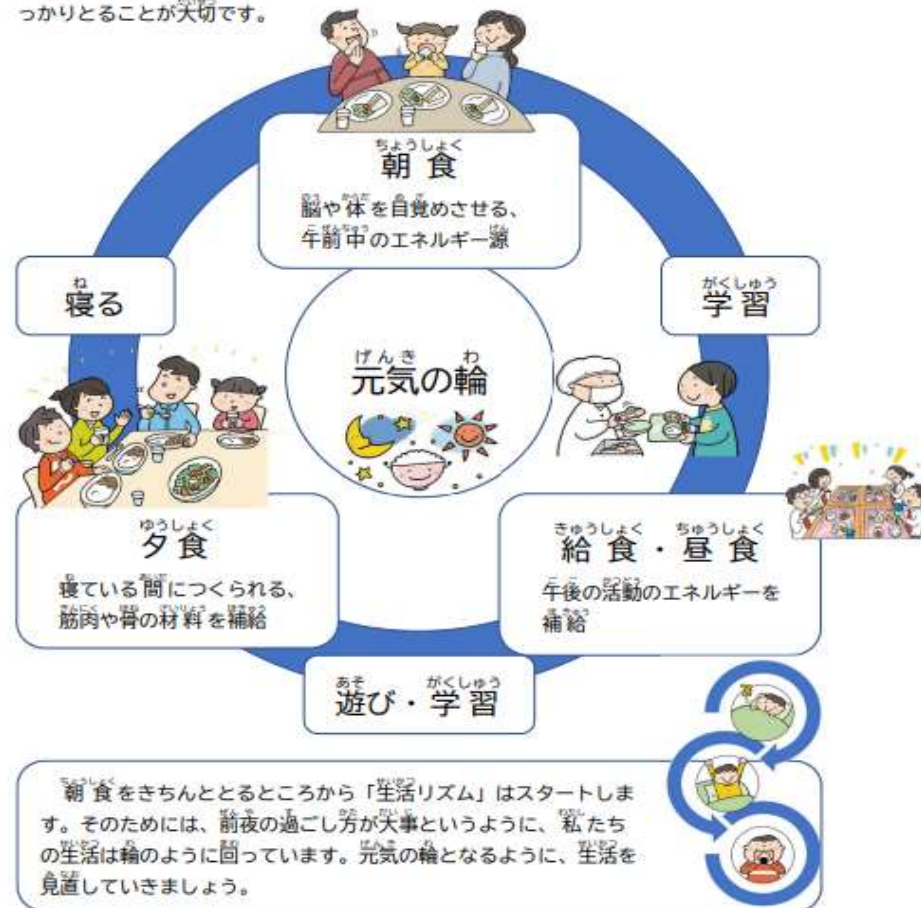 っかりとることが大切です。
朝食
脳や体を目覚めさせる、
午前中のエネルギー源
寝る
学習
元気の輪
夕食
寝ている間につくられる、
筋肉や骨の材料を補給
給食・昼食
午後の活動のエネルギーを
補給
遊び・学習
朝食をきちんととるところから「生活リズム」はスタートしま
す。そのためには、前夜の過ごし方が大事というように、私たち
の生活は輪のように回っています。元気の輪となるように、生活を
見直していきましょう。